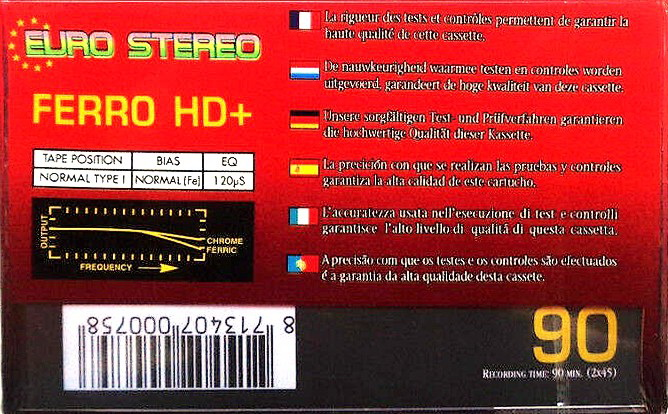 EURO STEREO
FERRO HD+
TAPE POSITION BIAS EQ
NORMAL TYPE I NORMAL (Fe) 120µS
OUTPUT
CHROME
FERRIC
FREQUENCY
La rigueur des tests et contrôles permettent de garantir la
haute qualité de cette cassette.
De nauwkeurigheid waarmee testen en controles worden
uitgevoerd, garandeert de hoge kwaliteit van deze cassette.
Unsere sorgfältigen Test- und Prüfverfahren garantieren
die hochwertige Qualität dieser Kassette.
La precisión con que se realizan las pruebas y controles
garantiza la alta calidad de este cartucho.
L'accuratezza usata nell'esecuzione di test e controlli
garantisce l'alto livello di qualitá di questa cassetta.
A precisão com que os testes e os controles são efectuados
é a garantia da alta qualidade desta cassete.
8 713407 000758
90
RECORDING TIME: 90 MIN. (2x45)